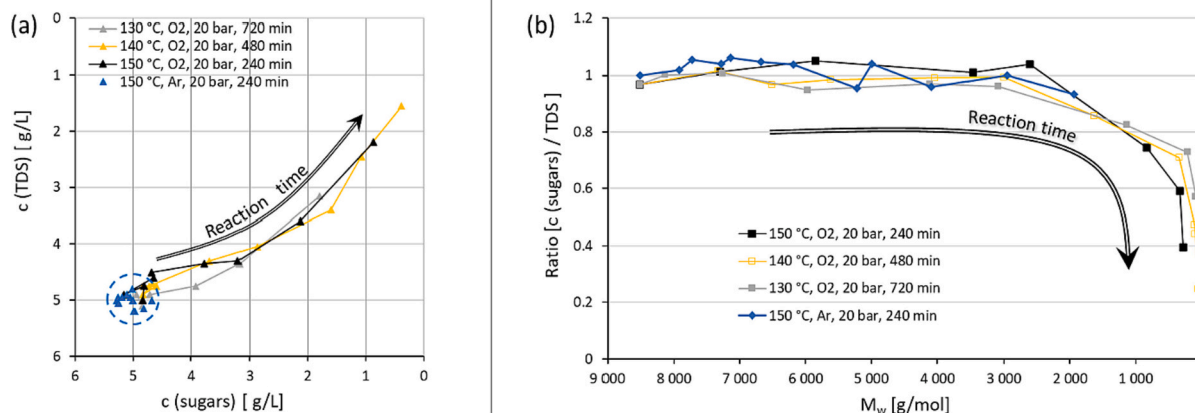 (a)
130 °C, O2, 20 bar, 720 min
140 °C, O2, 20 bar, 480 min
150 °C, O2, 20 bar, 240 min
150 °C, Ar, 20 bar, 240 min
Reaction time
c (TDS) [ g/L]
0
1
2
3
4
5
6
6 5 4 3 2 1 0
c (sugars) [ g/L]
(b)
Ratio [c (sugars) / TDS ]
1.2
1
0.8
0.6
0.4
0.2
0
Reaction time
150 °C, O2, 20 bar, 240 min
140 °C, O2, 20 bar, 480 min
130 °C, O2, 20 bar, 720 min
150 °C, Ar, 20 bar, 240 min
9 000 8 000 7 000 6 000 5 000 4 000 3 000 2 000 1 000
Mw [g/mol]